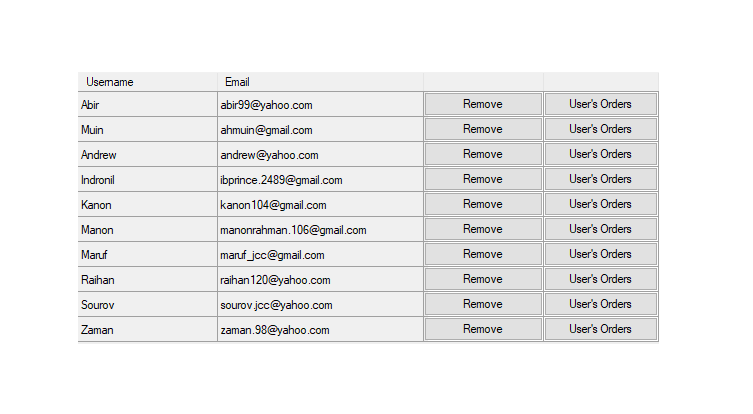 Username Email
Abir abir99@yahoo.com Remove User's Orders
Muin ahmuin@gmail.com Remove User's Orders
Andrew andrew@yahoo.com Remove User's Orders
Indronil ibprince.2489@gmail.com Remove User's Orders
Kanon kanon104@gmail.com Remove User's Orders
Manon manonrahman.106@gmail.com Remove User's Orders
Maruf maruf_jcc@gmail.com Remove User's Orders
Raihan raihan120@yahoo.com Remove User's Orders
Sourov sourov.jcc@yahoo.com Remove User's Orders
Zaman zaman.98@yahoo.com Remove User's Orders